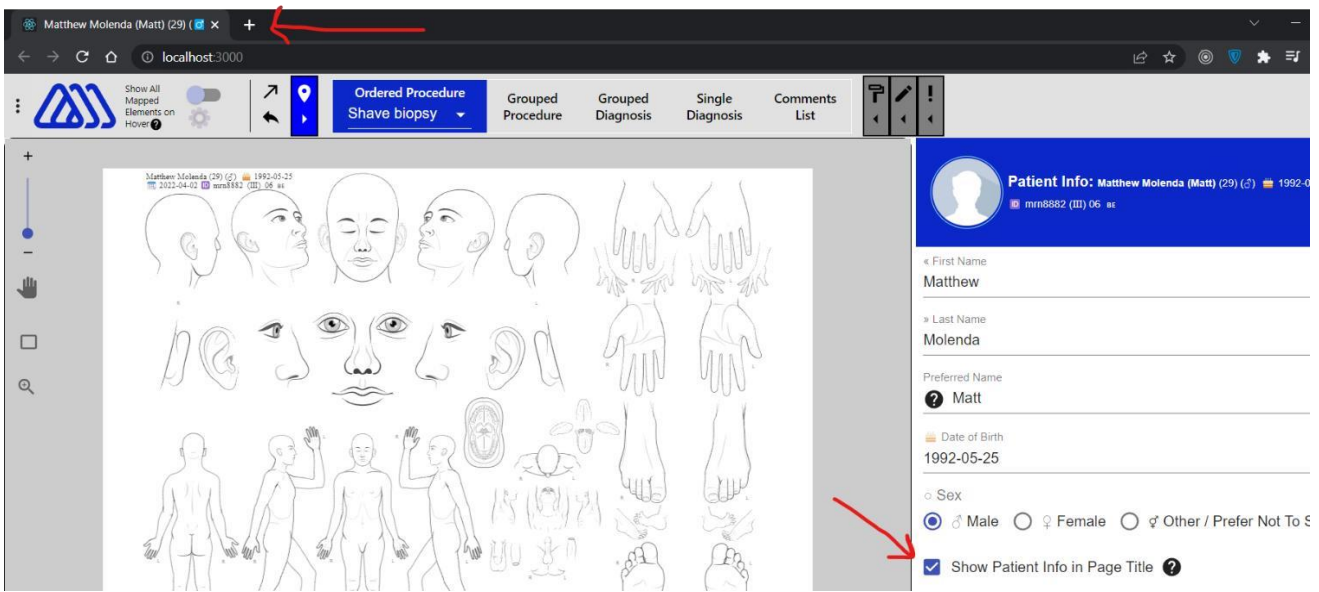 Matthew Molenda (Matt) (29) (
localhost:3000
Show All
Mapped
Elements on
Hover
Ordered Procedure
Shave biopsy
Grouped
Procedure
Grouped
Diagnosis
Single
Diagnosis
Comments
List
Matthew Molenda (29) (♂) 1992-05-25
2022-04-02 ID mrn8882 (III) 06
Patient Info: Matthew Molenda (Matt) (29) (♂) 1992-0
ID mrn8882 (III) 06
« First Name
Matthew
» Last Name
Molenda
Preferred Name
Matt
Date of Birth
1992-05-25
○ Sex
♂ Male ♀ Female ⚥ Other / Prefer Not To S
Show Patient Info in Page Title